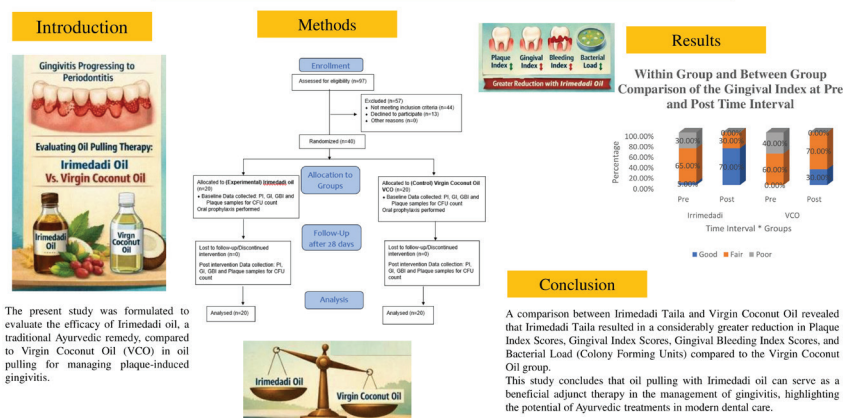 Introduction
Gingivitis Progressing to
Periodontitis
Evaluating Oil Pulling Therapy:
Irimedadi Oil
Vs. Virgin Coconut Oil
Irimedadi
Oil
Virgn
Coconut
Oil
The present study was formulated to
evaluate the efficacy of Irimedadi oil, a
traditional Ayurvedic remedy, compared
to Virgin Coconut Oil (VCO) in oil
pulling for managing plaque-induced
gingivitis.
Methods
Enrollment
Assessed for eligibility (n=97)
Excluded (n=57)
• Not meeting inclusion criteria (n=44)
• Declined to participate (n=13)
• Other reasons (n=0)
Randomized (n=40)
Allocation to
Groups
Allocated to (Experimental) Irimedadi oil
(n=20)
• Baseline Data collected: PI, GI, GBI and
Plaque samples for CFU count
Oral prophylaxis performed
Allocated to (Control) Virgin Coconut Oil
VCO (n=20)
• Baseline Data collected: PI, GI, GBI and
Plaque samples for CFU count
Oral prophylaxis performed
Follow-Up
after 28 days
Lost to follow-up/Discontinued
intervention (n=0)
Post intervention Data collection: PI,
GI, GBI and Plaque samples for CFU
count
Lost to follow-up/Discontinued
intervention (n=0)
Post intervention Data collection: PI,
GI, GBI and Plaque samples for CFU
count
Analysis
Analysed (n=20)
Analysed (n=20)
Irimedadi Oil
Virgin Coconut Oil
Plaque
Index
Gingival
Index
Bleeding
Index
Bacterial
Load
Greater Reduction with Irimedadi Oil
Results
Within Group and Between Group
Comparison of the Gingival Index at Pre
and Post Time Interval
Percentage
100.00%
80.00%
60.00%
40.00%
20.00%
0.00%
30.00%
65.00%
5.00%
0.00%
30.00%
70.00%
40.00%
60.00%
0.00%
0.00%
70.00%
30.00%
Pre
Post
Pre
Post
Irrimedadi
VCO
Time Interval * Groups
Good
Fair
Poor
Conclusion
A comparison between Irimedadi Taila and Virgin Coconut Oil revealed
that Irimedadi Taila resulted in a considerably greater reduction in Plaque
Index Scores, Gingival Index Scores, Gingival Bleeding Index Scores, and
Bacterial Load (Colony Forming Units) compared to the Virgin Coconut
Oil group.
This study concludes that oil pulling with Irimedadi oil can serve as a
beneficial adjunct therapy in the management of gingivitis, highlighting
the potential of Ayurvedic treatments in modern dental care.